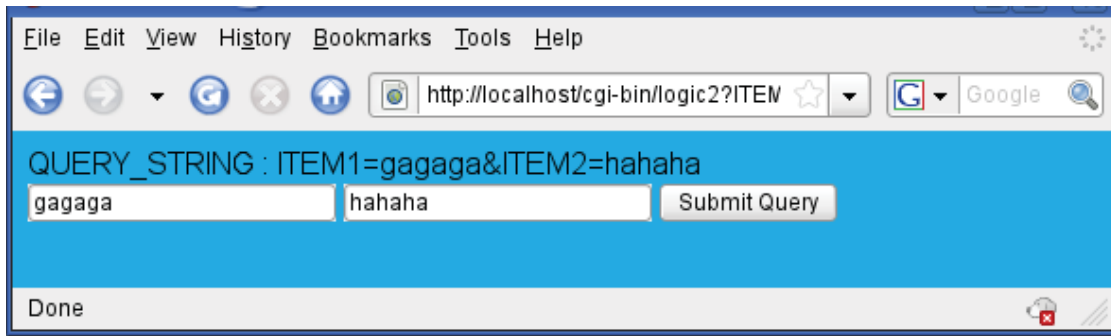 File Edit View History Bookmarks Tools Help
http://localhost/cgi-bin/logic2?ITEM G Google
QUERY_STRING : ITEM1=gagaga&ITEM2=hahaha
gagaga hahaha Submit Query
Done